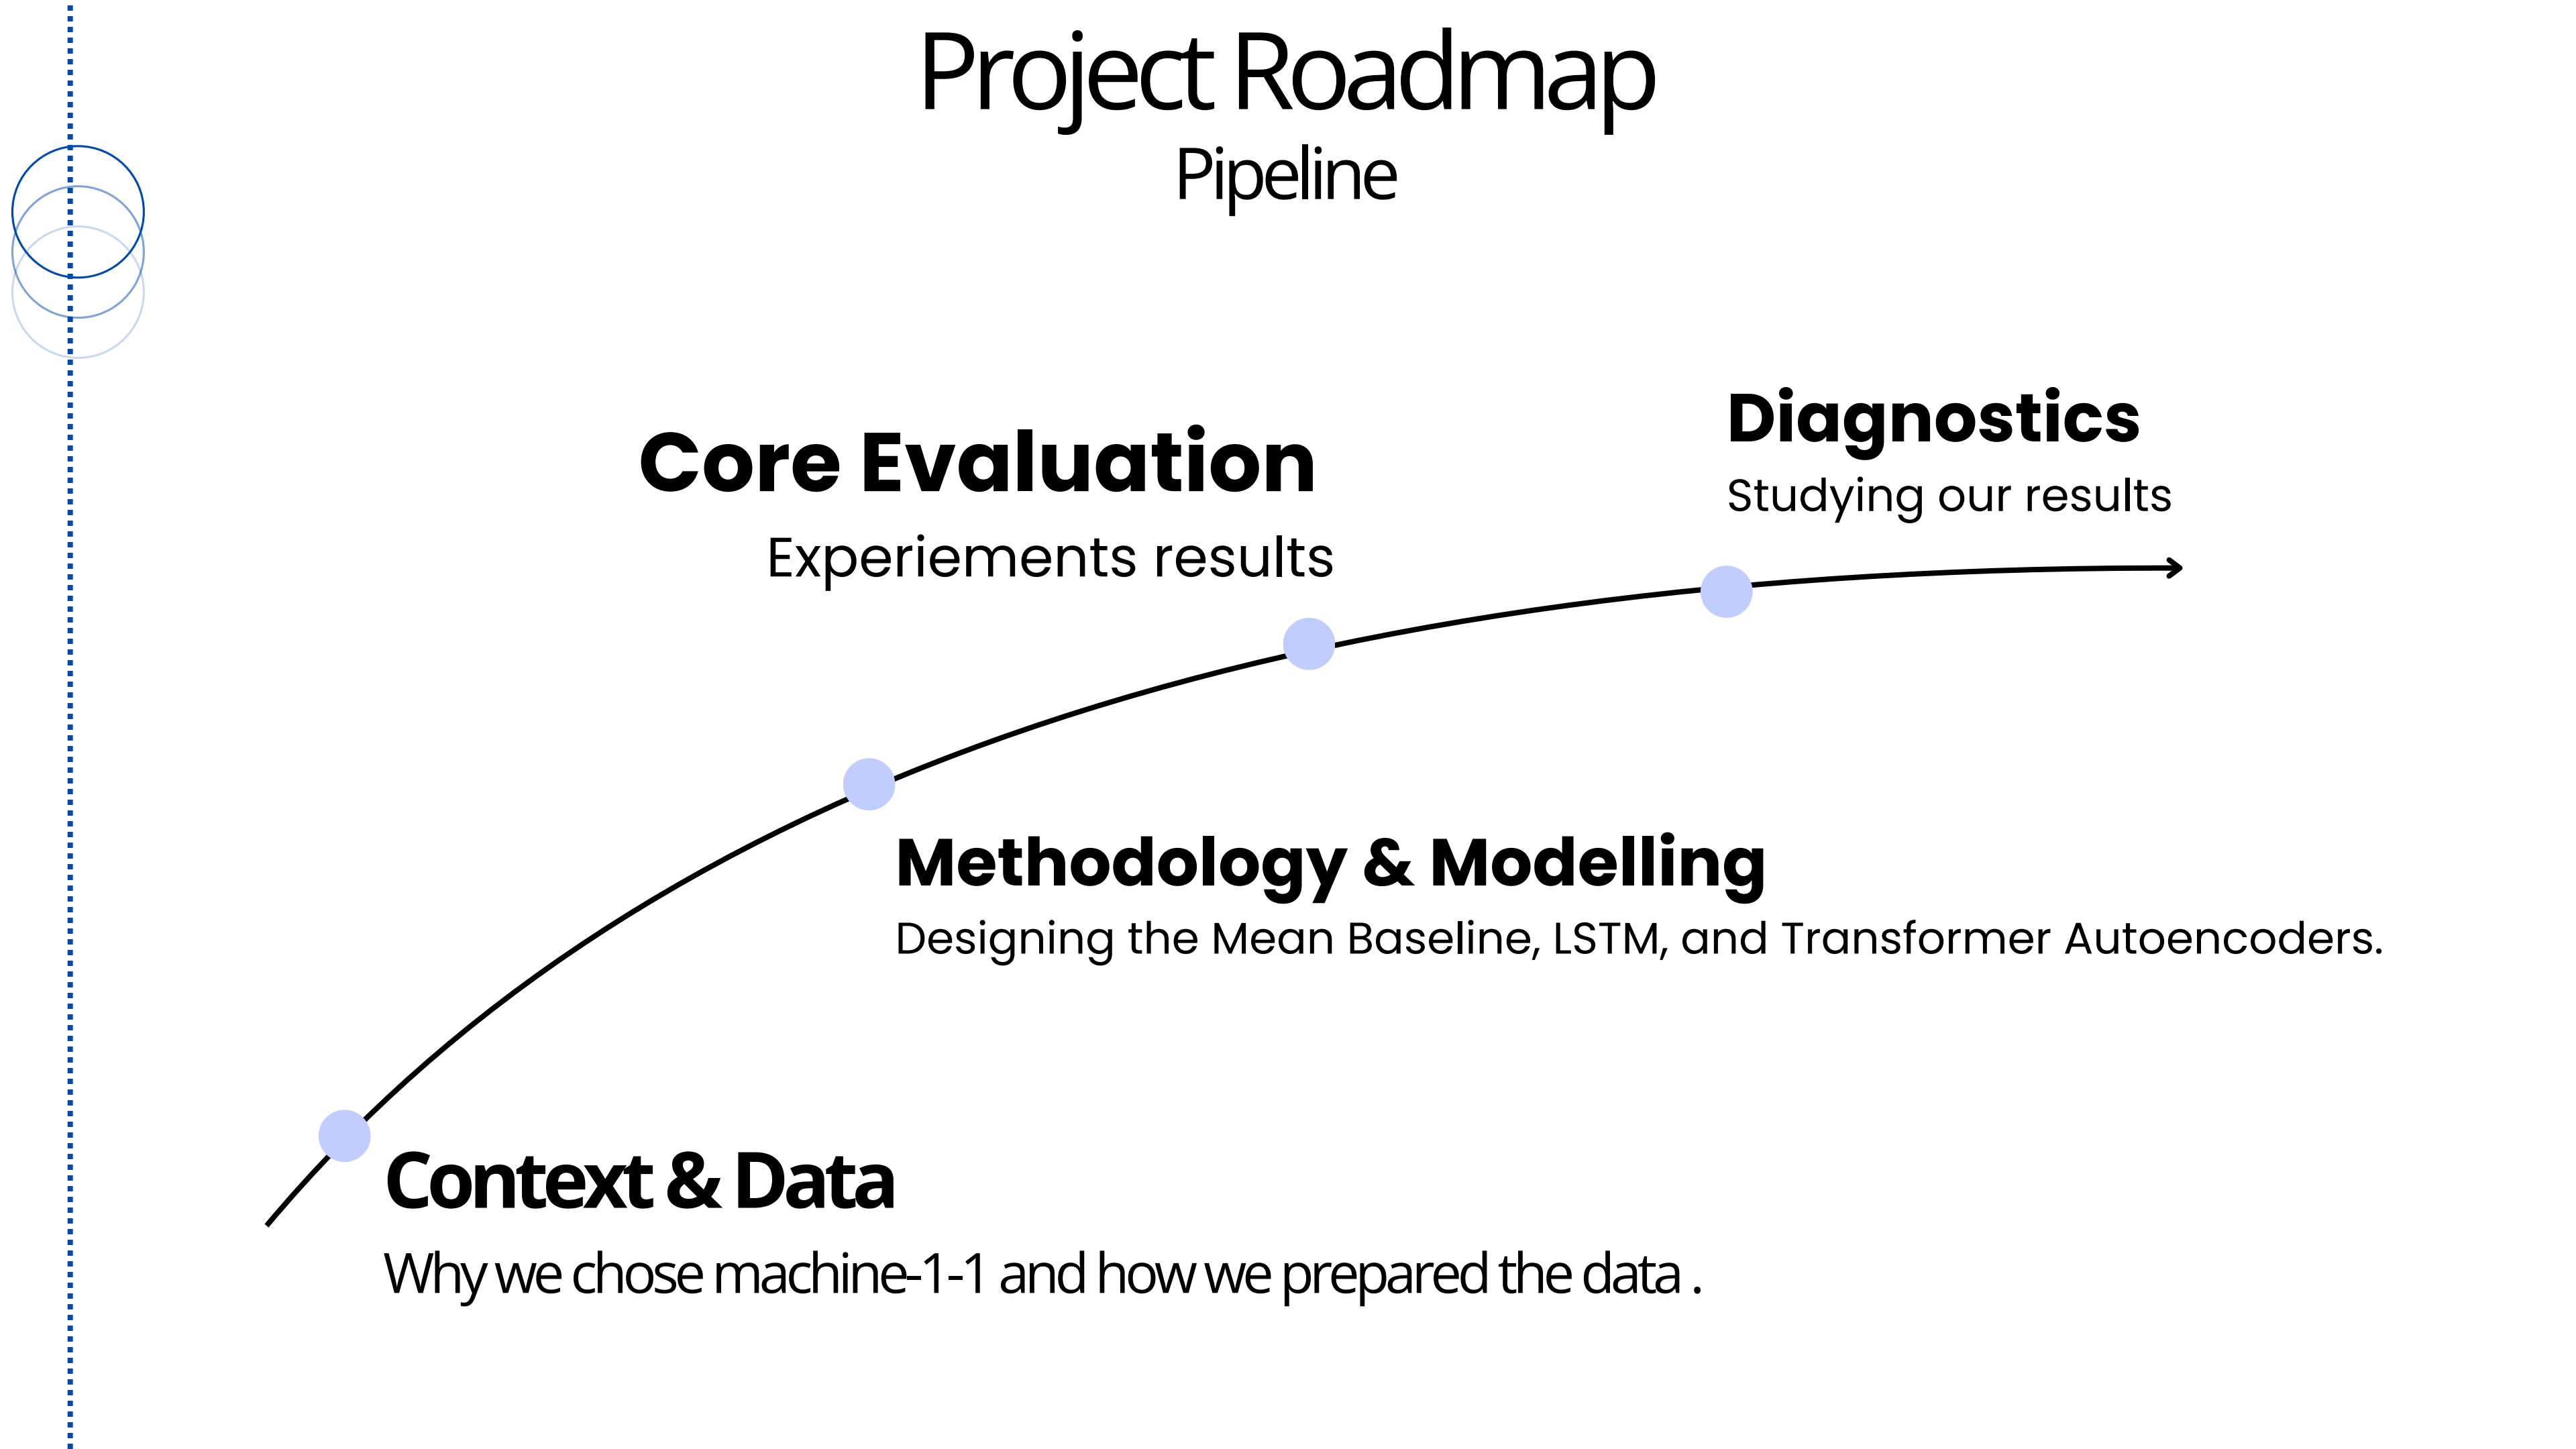 Project Roadmap
Pipeline
Core Evaluation
Experiements results
Diagnostics
Studying our results
Methodology & Modelling
Designing the Mean Baseline, LSTM, and Transformer Autoencoders.
Context & Data
Why we chose machine-1-1 and how we prepared the data .